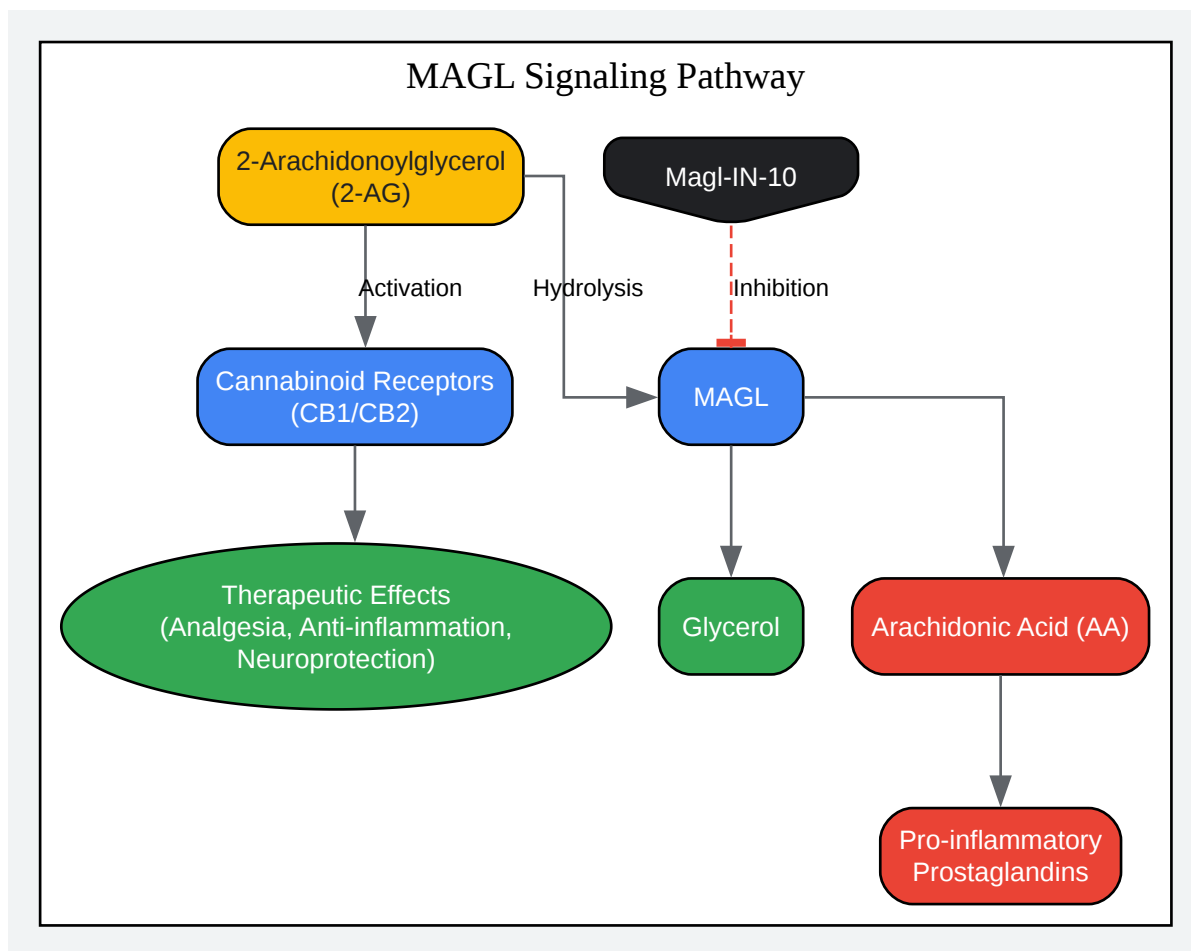 MAGL Signaling Pathway
2-Arachidonoylglycerol
(2-AG)
Magl-IN-10
Activation
Hydrolysis
Inhibition
Cannabinoid Receptors
(CB1/CB2)
MAGL
Therapeutic Effects
(Analgesia, Anti-inflammation,
Neuroprotection)
Glycerol
Arachidonic Acid (AA)
Pro-inflammatory
Prostaglandins